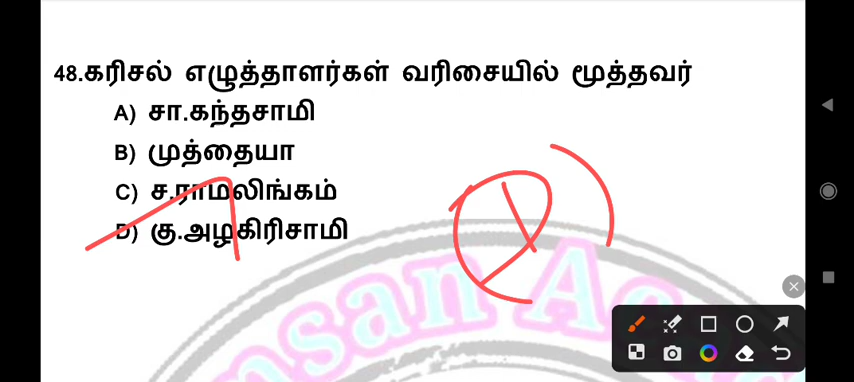 48.கரிசல் எழுத்தாளர்கள் வரிசையில் மூத்தவர்
A) சா.கந்தசாமி
B) முத்தையா
C) ச.ராமலிங்கம்
D) கு.அழகிரிசாமி